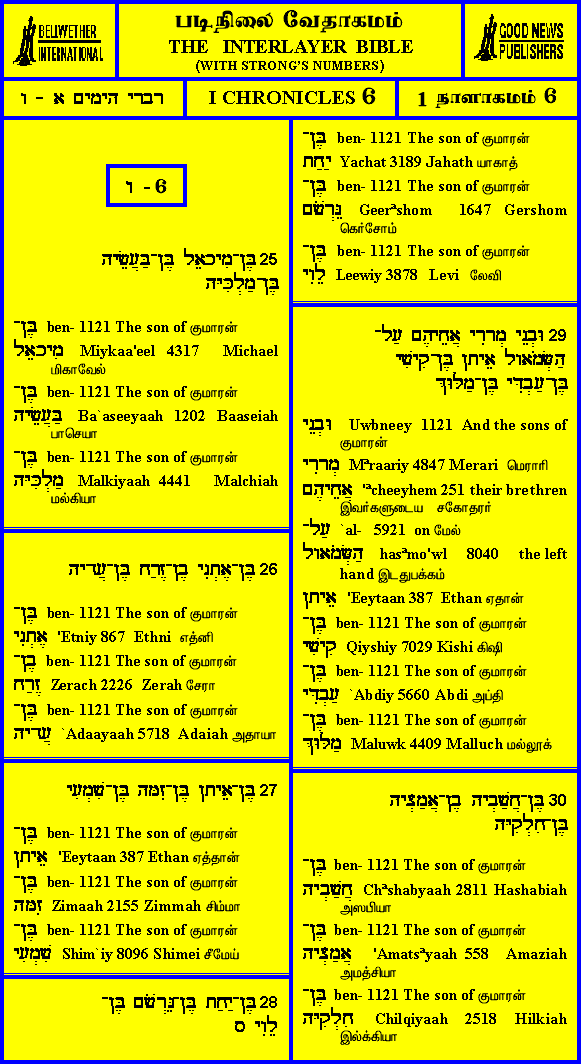 BELLWETHER
INTERNATIONAL
படிநிலை வேதாகமம்
THE INTERLAYER BIBLE
(WITH STRONG'S NUMBERS)
GOOD NEWS
PUBLISHERS
דברי הימים א - ו
I CHRONICLES 6
1 நாளாகமம் 6
ו - 6
25 בֶּן־מִיכָאֵל בֶּן־בַּעֲשֵׂיָה
בֶּן־מַלְכִּיָּה׃
בֶּן־ ben- 1121 The son of குமாரன்
מִיכָאֵל Miykaa'eel 4317 Michael
மிகாவேல்
בֶּן־ ben- 1121 The son of குமாரன்
בַּעֲשֵׂיָה Ba`aseeyaah 1202 Baaseiah
பாசெயா
בֶּן־ ben- 1121 The son of குமாரன்
מַלְכִּיָּה Malkiyaah 4441 Malchiah
மல்கியா
26 בֶּן־אֶתְנִי בֶן־זֶרַח בֶּן־עֲדָיָה
בֶּן־ ben- 1121 The son of குமாரன்
אֶתְנִי 'Etniy 867 Ethni எத்னி
בֶן־ ben- 1121 The son of குமாரன்
זֶרַח Zerach 2226 Zerah சேரா
בֶּן־ ben- 1121 The son of குமாரன்
עֲדָיָה `Adaayaah 5718 Adaiah அதாயா
27 בֶּן־אֵיתָן בֶּן־זִמָּה בֶּן־שִׁמְעִי
בֶּן־ ben- 1121 The son of குமாரன்
אֵיתָן 'Eeytaan 387 Ethan ஏத்தான்
בֶּן־ ben- 1121 The son of குமாரன்
זִמָּה Zimaah 2155 Zimmah சிம்மா
בֶּן־ ben- 1121 The son of குமாரன்
שִׁמְעִי Shim`iy 8096 Shimei சீமேய்
28 בֶּן־יַחַת בֶּן־גֵּרְשֹׁם בֶּן־
לֵוִי ס
בֶּן־ ben- 1121 The son of குமாரன்
יַחַת Yachat 3189 Jahath யாகாத்
בֶּן־ ben- 1121 The son of குமாரன்
גֵּרְשֹׁם Geerªshom 1647 Gershom
கெர்சோம்
בֶּן־ ben- 1121 The son of குமாரன்
לֵוִי Leewiy 3878 Levi லேவி
29 וּבְנֵי מְרָרִי אֲחֵיהֶם עַל־
הַשְּׂמֹאול אֵיתָן בֶּן־קִישִׁי
בֶּן־עַבְדִּי בֶּן־מַלּוּךְ
וּבְנֵי Uwbneey 1121 And the sons of
குமாரன்
מְרָרִי Mªraariy 4847 Merari மெராரி
אֲחֵיהֶם 'ªcheeyhem 251 their brethren
இவர்களுடைய சகோதரர்
עַל־ `al- 5921 on மேல்
הַשְּׂמֹאול hasªmo'wl 8040 the left
hand இடதுபக்கம்
אֵיתָן 'Eeytaan 387 Ethan ஏதான்
בֶּן־ ben- 1121 The son of குமாரன்
קִישִׁי Qiyshiy 7029 Kishi கிஷி
בֶּן־ ben- 1121 The son of குமாரன்
עַבְדִּי `Abdiy 5660 Abdi அப்தி
בֶּן־ ben- 1121 The son of குமாரன்
מַלּוּךְ Maluwk 4409 Malluch மல்லூக்
30 בֶּן־חֲשַׁבְיָה בֶן־אֲמַצְיָה
בֶּן־חִלְקִיָּה
בֶּן־ ben- 1121 The son of குமாரன்
חֲשַׁבְיָה Chªshabyaah 2811 Hashabiah
அஸபியா
בֶן־ ben- 1121 The son of குமாரன்
אֲמַצְיָה 'Amatsªyaah 558 Amaziah
அமத்சியா
בֶּן־ ben- 1121 The son of குமாரன்
חִלְקִיָּה Chilqiyaah 2518 Hilkiah
இல்க்கியா